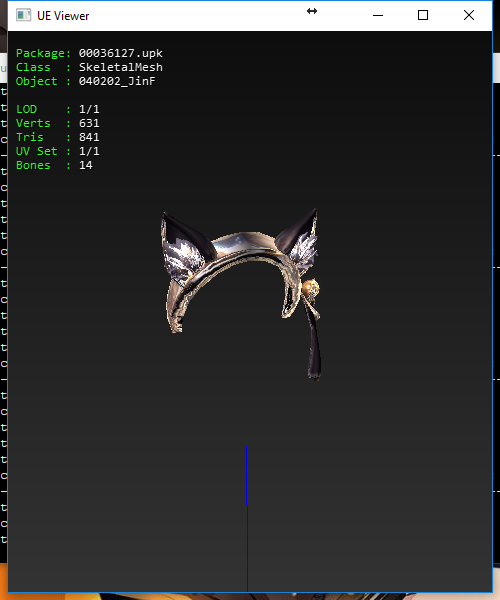 UE Viewer
Package: 00036127.upk
Class : SkeletalMesh
Object : 040202_JinF
LOD : 1/1
Verts : 631
Tris : 841
UV Set : 1/1
Bones : 14